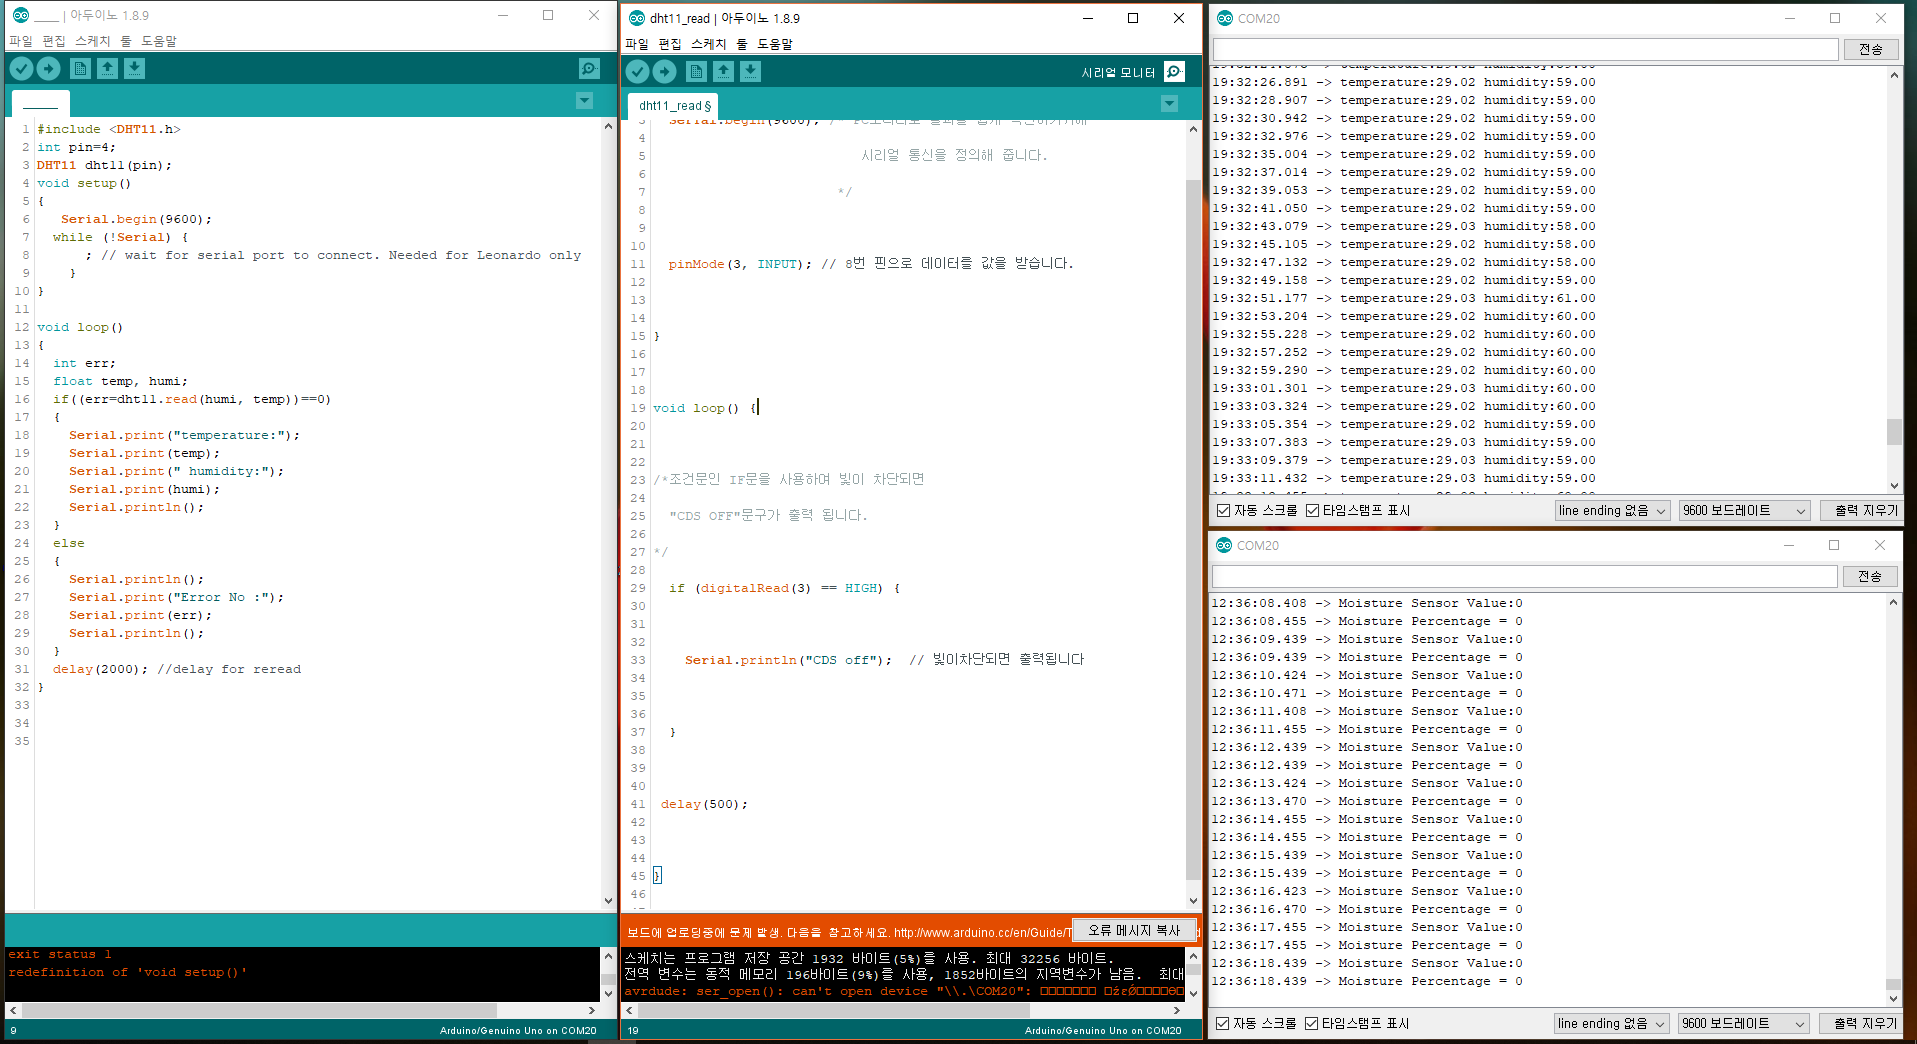 ____ | 아두이노 1.8.9
파일 편집 스케치 툴 도움말
____
1 #include <DHT11.h>
2 int pin=4;
3 DHT11 dht11(pin);
4 void setup()
5 {
6 Serial.begin(9600);
7 while (!Serial) {
8 ; // wait for serial port to connect. Needed for Leonardo only
9 }
10 }
11
12 void loop()
13 {
14 int err;
15 float temp, humi;
16 if((err=dht11.read(humi, temp))==0)
17 {
18 Serial.print("temperature:");
19 Serial.print(temp);
20 Serial.print(" humidity:");
21 Serial.print(humi);
22 Serial.println();
23 }
24 else
25 {
26 Serial.println();
27 Serial.print("Error No :");
28 Serial.print(err);
29 Serial.println();
30 }
31 delay(2000); //delay for reread
32 }
33
34
35
exit status 1
redefinition of 'void setup()'
9
Arduino/Genuino Uno on COM20
dht11_read | 아두이노 1.8.9
파일 편집 스케치 툴 도움말
시리얼 모니터
dht11_read §
3 Serial.begin(9600); /*
4
5 시리얼 통신을 정의해 줍니다.
6
7 */
8
9
10
11 pinMode(3, INPUT); // 8번 핀으로 데이터를 값을 받습니다.
12
13
14
15 }
16
17
18
19 void loop() {
20
21
22
23 /*조건문인 IF문을 사용하며 빛이 차단되면
24
25 "CDS OFF"문구가 출력 됩니다.
26
27 */
28
29 if (digitalRead(3) == HIGH) {
30
31
32
33 Serial.println("CDS off"); // 빛이차단되면 출력됩니다
34
35
36
37 }
38
39
40
41 delay(500);
42
43
44
45 }
46
보드에 업로딩중에 문제 발생. 다음을 참고하세요. http://www.arduino.cc/en/Guide/T
오류 메시지 복사
스케치는 프로그램 저장 공간 1932 바이트(5%)을 사용. 최대 32256 바이트.
전역 변수는 동적 메모리 196바이트(9%)을 사용, 1852바이트의 지역변수가 남음. 최대
avrdude: ser_open(): can't open device "\\.\COM20":
19
Arduino/Genuino Uno on COM20
COM20
전송
19:32:26.891 -> temperature:29.02 humidity:59.00
19:32:28.907 -> temperature:29.02 humidity:59.00
19:32:30.942 -> temperature:29.02 humidity:59.00
19:32:32.976 -> temperature:29.02 humidity:59.00
19:32:35.004 -> temperature:29.02 humidity:59.00
19:32:37.014 -> temperature:29.02 humidity:59.00
19:32:39.053 -> temperature:29.02 humidity:59.00
19:32:41.050 -> temperature:29.02 humidity:59.00
19:32:43.079 -> temperature:29.03 humidity:58.00
19:32:45.105 -> temperature:29.02 humidity:58.00
19:32:47.132 -> temperature:29.02 humidity:58.00
19:32:49.158 -> temperature:29.02 humidity:59.00
19:32:51.177 -> temperature:29.03 humidity:61.00
19:32:53.204 -> temperature:29.02 humidity:60.00
19:32:55.228 -> temperature:29.02 humidity:60.00
19:32:57.252 -> temperature:29.02 humidity:60.00
19:32:59.290 -> temperature:29.02 humidity:60.00
19:33:01.301 -> temperature:29.03 humidity:60.00
19:33:03.324 -> temperature:29.02 humidity:60.00
19:33:05.354 -> temperature:29.02 humidity:59.00
19:33:07.383 -> temperature:29.03 humidity:59.00
19:33:09.379 -> temperature:29.03 humidity:59.00
19:33:11.432 -> temperature:29.03 humidity:59.00
자동 스크롤 타임스탬프 표시 line ending 없음 9600 보드레이트 출력 지우기
COM20
전송
12:36:08.408 -> Moisture Sensor Value:0
12:36:08.455 -> Moisture Percentage = 0
12:36:09.439 -> Moisture Sensor Value:0
12:36:09.439 -> Moisture Percentage = 0
12:36:10.424 -> Moisture Sensor Value:0
12:36:10.471 -> Moisture Percentage = 0
12:36:11.408 -> Moisture Sensor Value:0
12:36:11.455 -> Moisture Percentage = 0
12:36:12.439 -> Moisture Sensor Value:0
12:36:12.439 -> Moisture Percentage = 0
12:36:13.424 -> Moisture Sensor Value:0
12:36:13.470 -> Moisture Percentage = 0
12:36:14.455 -> Moisture Sensor Value:0
12:36:14.455 -> Moisture Percentage = 0
12:36:15.439 -> Moisture Sensor Value:0
12:36:15.439 -> Moisture Percentage = 0
12:36:16.423 -> Moisture Sensor Value:0
12:36:16.470 -> Moisture Percentage = 0
12:36:17.455 -> Moisture Sensor Value:0
12:36:17.455 -> Moisture Percentage = 0
12:36:18.439 -> Moisture Sensor Value:0
12:36:18.439 -> Moisture Percentage = 0
자동 스크롤 타임스탬프 표시 line ending 없음 9600 보드레이트 출력 지우기